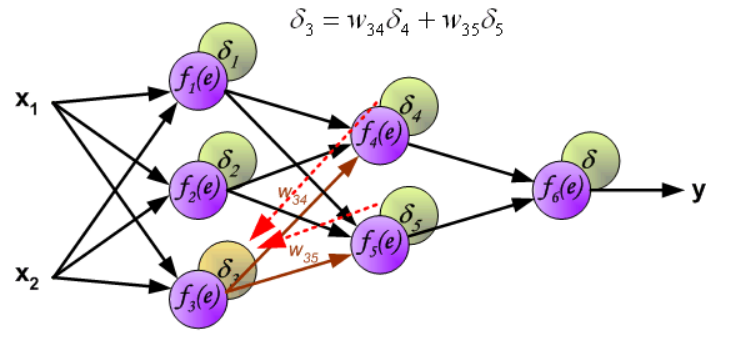 δ₃ = w₃₄δ₄ + w₃₅δ₅
δ₁
f₁(e)
x₁
δ₄
f₄(e)
δ₂
f₂(e)
δ
f₆(e)
y
w₃₄
δ₅
f₅(e)
w₃₅
x₂
δ₃
f₃(e)